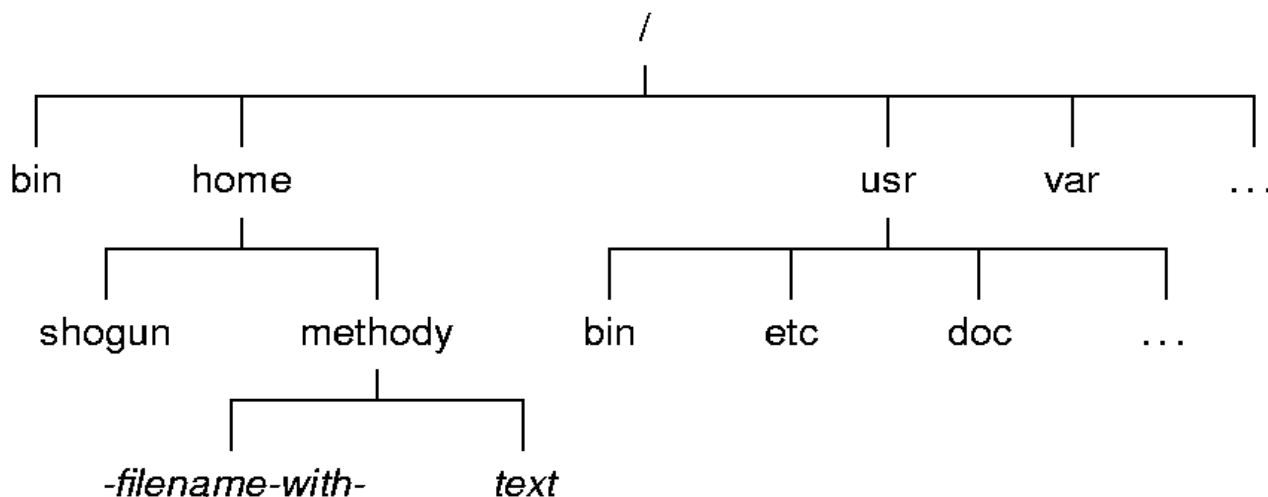 /
bin home usr var ...
shogun methody bin etc doc ...
-filename-with- text